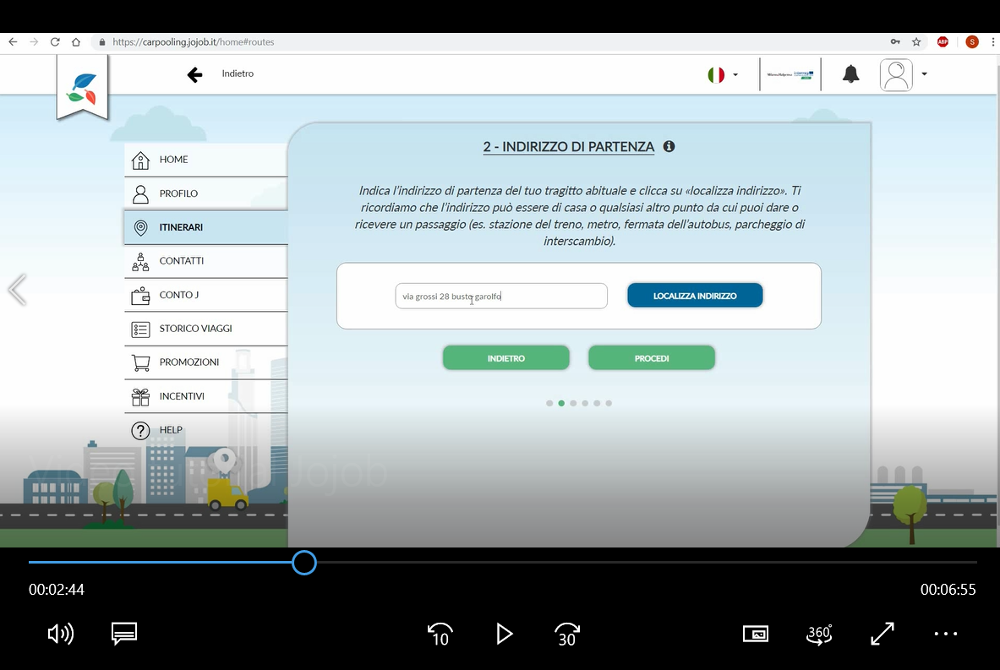 https://carpooling.jojob.it/home#routes
ABP
S
Indietro
HOME
PROFILO
ITINERARI
CONTATTI
CONTO J
STORICO VIAGGI
PROMOZIONI
INCENTIVI
HELP
2 - INDIRIZZO DI PARTENZA
Indica l'indirizzo di partenza del tuo tragitto abituale e clicca su «localizza indirizzo». Ti
ricordiamo che l'indirizzo può essere di casa o qualsiasi altro punto da cui puoi dare o
ricevere un passaggio (es. stazione del treno, metro, fermata dell'autobus, parcheggio di
interscambio).
via grossi 28 busto garolfo
LOCALIZZA INDIRIZZO
INDIETRO
PROCEDI
Jojob
00:02:44
00:06:55
10
30
360°